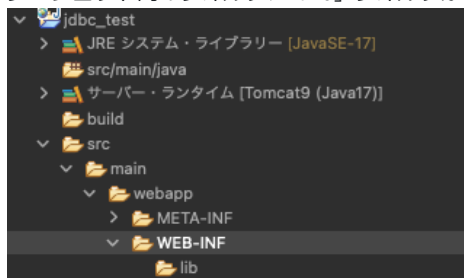 jdbc_test
JRE システム・ライブラリー [JavaSE-17]
src/main/java
サーバー・ランタイム [Tomcat9 (Java17)]
build
src
main
webapp
META-INF
WEB-INF
lib